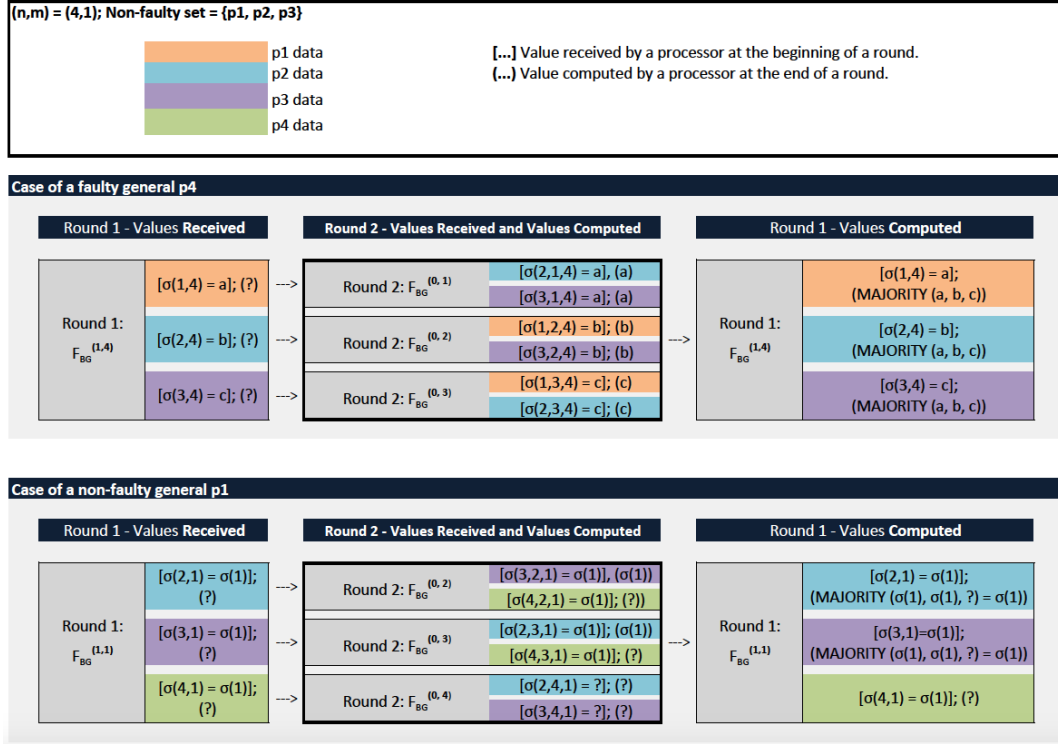 (n,m) = (4,1); Non-faulty set = {p1, p2, p3}
p1 data
p2 data
p3 data
p4 data
[...] Value received by a processor at the beginning of a round.
(...) Value computed by a processor at the end of a round.
Case of a faulty general p4
Round 1 - Values Received
Round 2 - Values Received and Values Computed
Round 1 - Values Computed
Round 1:
F_BG^(1,4)
[σ(1,4) = a]; (?)
[σ(2,4) = b]; (?)
[σ(3,4) = c]; (?)
--->
--->
--->
Round 2: F_BG^(0, 1)
[σ(2,1,4) = a], (a)
[σ(3,1,4) = a]; (a)
Round 2: F_BG^(0, 2)
[σ(1,2,4) = b]; (b)
[σ(3,2,4) = b]; (b)
Round 2: F_BG^(0, 3)
[σ(1,3,4) = c]; (c)
[σ(2,3,4) = c]; (c)
--->
Round 1:
F_BG^(1,4)
[σ(1,4) = a];
(MAJORITY (a, b, c))
[σ(2,4) = b];
(MAJORITY (a, b, c))
[σ(3,4) = c];
(MAJORITY (a, b, c))
Case of a non-faulty general p1
Round 1 - Values Received
Round 2 - Values Received and Values Computed
Round 1 - Values Computed
Round 1:
F_BG^(1,1)
[σ(2,1) = σ(1)];
(?)
[σ(3,1) = σ(1)];
(?)
[σ(4,1) = σ(1)];
(?)
--->
--->
--->
Round 2: F_BG^(0, 2)
[σ(3,2,1) = σ(1)], (σ(1))
[σ(4,2,1) = σ(1)]; (?))
Round 2: F_BG^(0, 3)
[σ(2,3,1) = σ(1)]; (σ(1))
[σ(4,3,1) = σ(1)]; (?)
Round 2: F_BG^(0, 4)
[σ(2,4,1) = ?]; (?)
[σ(3,4,1) = ?]; (?)
--->
Round 1:
F_BG^(1,1)
[σ(2,1) = σ(1)];
(MAJORITY (σ(1), σ(1), ?) = σ(1))
[σ(3,1)=σ(1)];
(MAJORITY (σ(1), σ(1), ?) = σ(1))
[σ(4,1) = σ(1)]; (?)